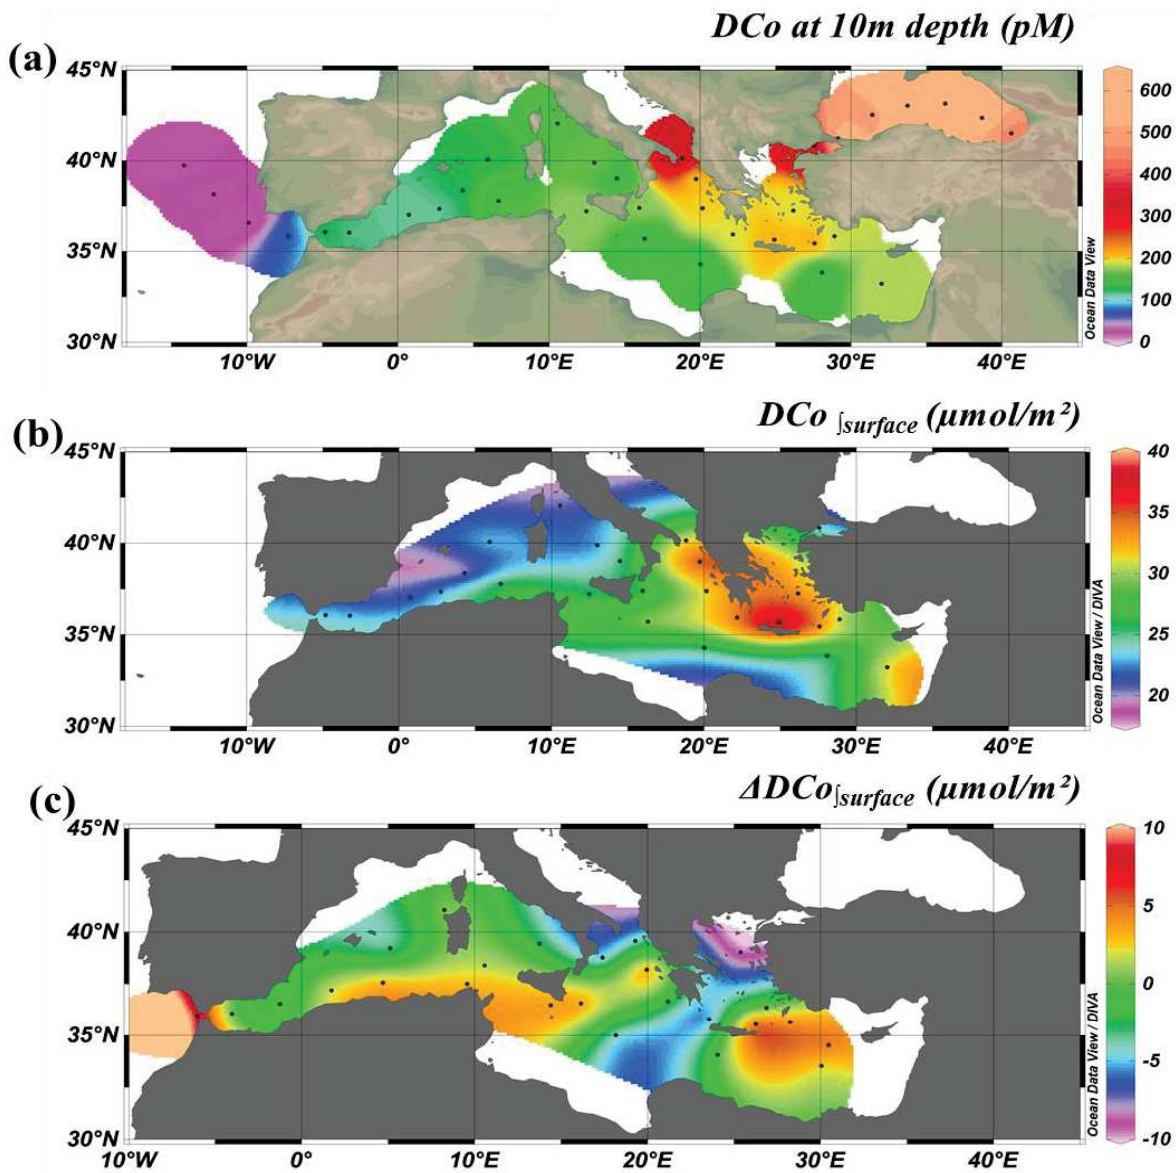 DCo at 10m depth (pM)
(a)
45°N
40°N
35°N
30°N
10°W 0° 10°E 20°E 30°E 40°E
Ocean Data View
600
500
400
300
200
100
0
DCo ∫surface (μmol/m²)
(b)
45°N
40°N
35°N
30°N
10°W 0° 10°E 20°E 30°E 40°E
Ocean Data View / DIVA
40
35
30
25
20
ΔDCo∫surface (μmol/m²)
(c)
45°N
40°N
35°N
30°N
10°W 0° 10°E 20°E 30°E 40°E
Ocean Data View / DIVA
10
5
0
-5
-10